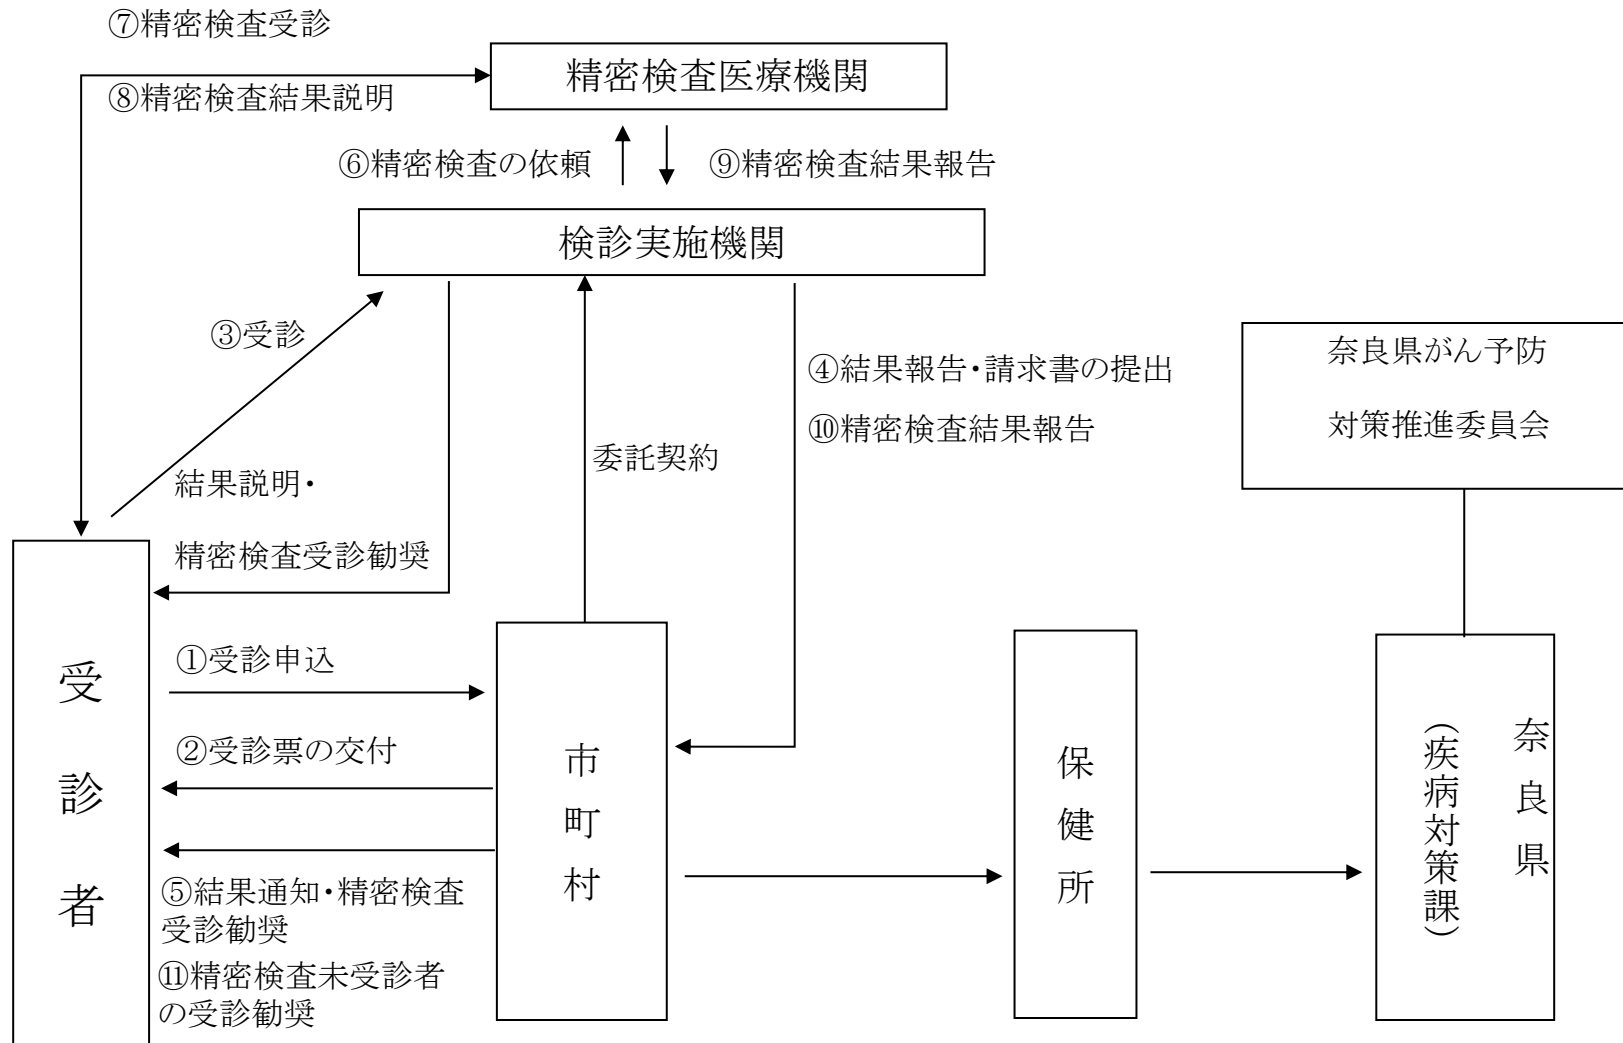 ⑦精密検査受診
精密検査医療機関
⑧精密検査結果説明
⑥精密検査の依頼
⑨精密検査結果報告
検診実施機関
③受診
④結果報告・請求書の提出
⑩精密検査結果報告
奈良県がん予防
対策推進委員会
委託契約
結果説明・
精密検査受診勧奨
受診者
①受診申込
②受診票の交付
⑤結果通知・精密検査
受診勧奨
⑪精密検査未受診者
の受診勧奨
市町村
保健所
奈良県
(疾病対策課)